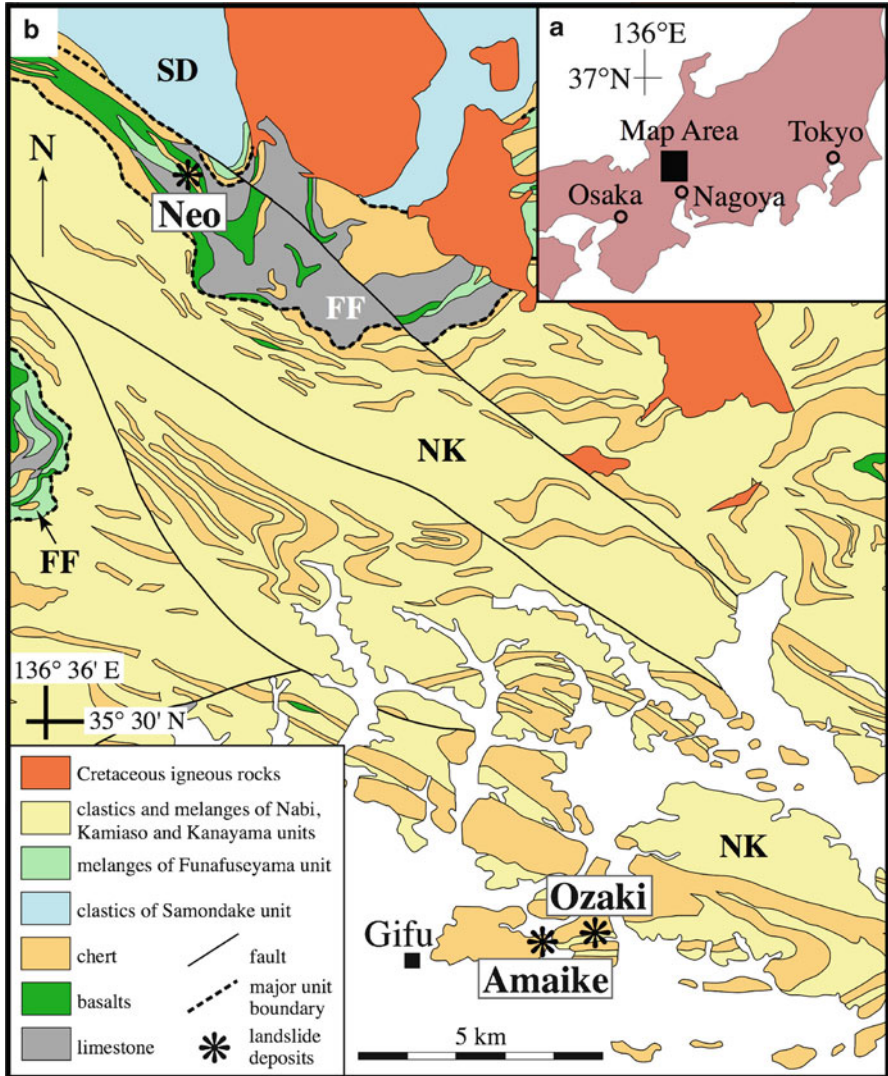 b
SD
N
Neo
FF
NK
FF
a
136°E
37°N
Map Area
Tokyo
Osaka
Nagoya
136° 36' E
35° 30' N
NK
Ozaki
Gifu
Amaike
5 km
Cretaceous igneous rocks
clastics and melanges of Nabi,
Kamiaso and Kanayama units
melanges of Funafuseyama unit
clastics of Samondake unit
chert
basalts
limestone
fault
major unit
boundary
landslide
deposits